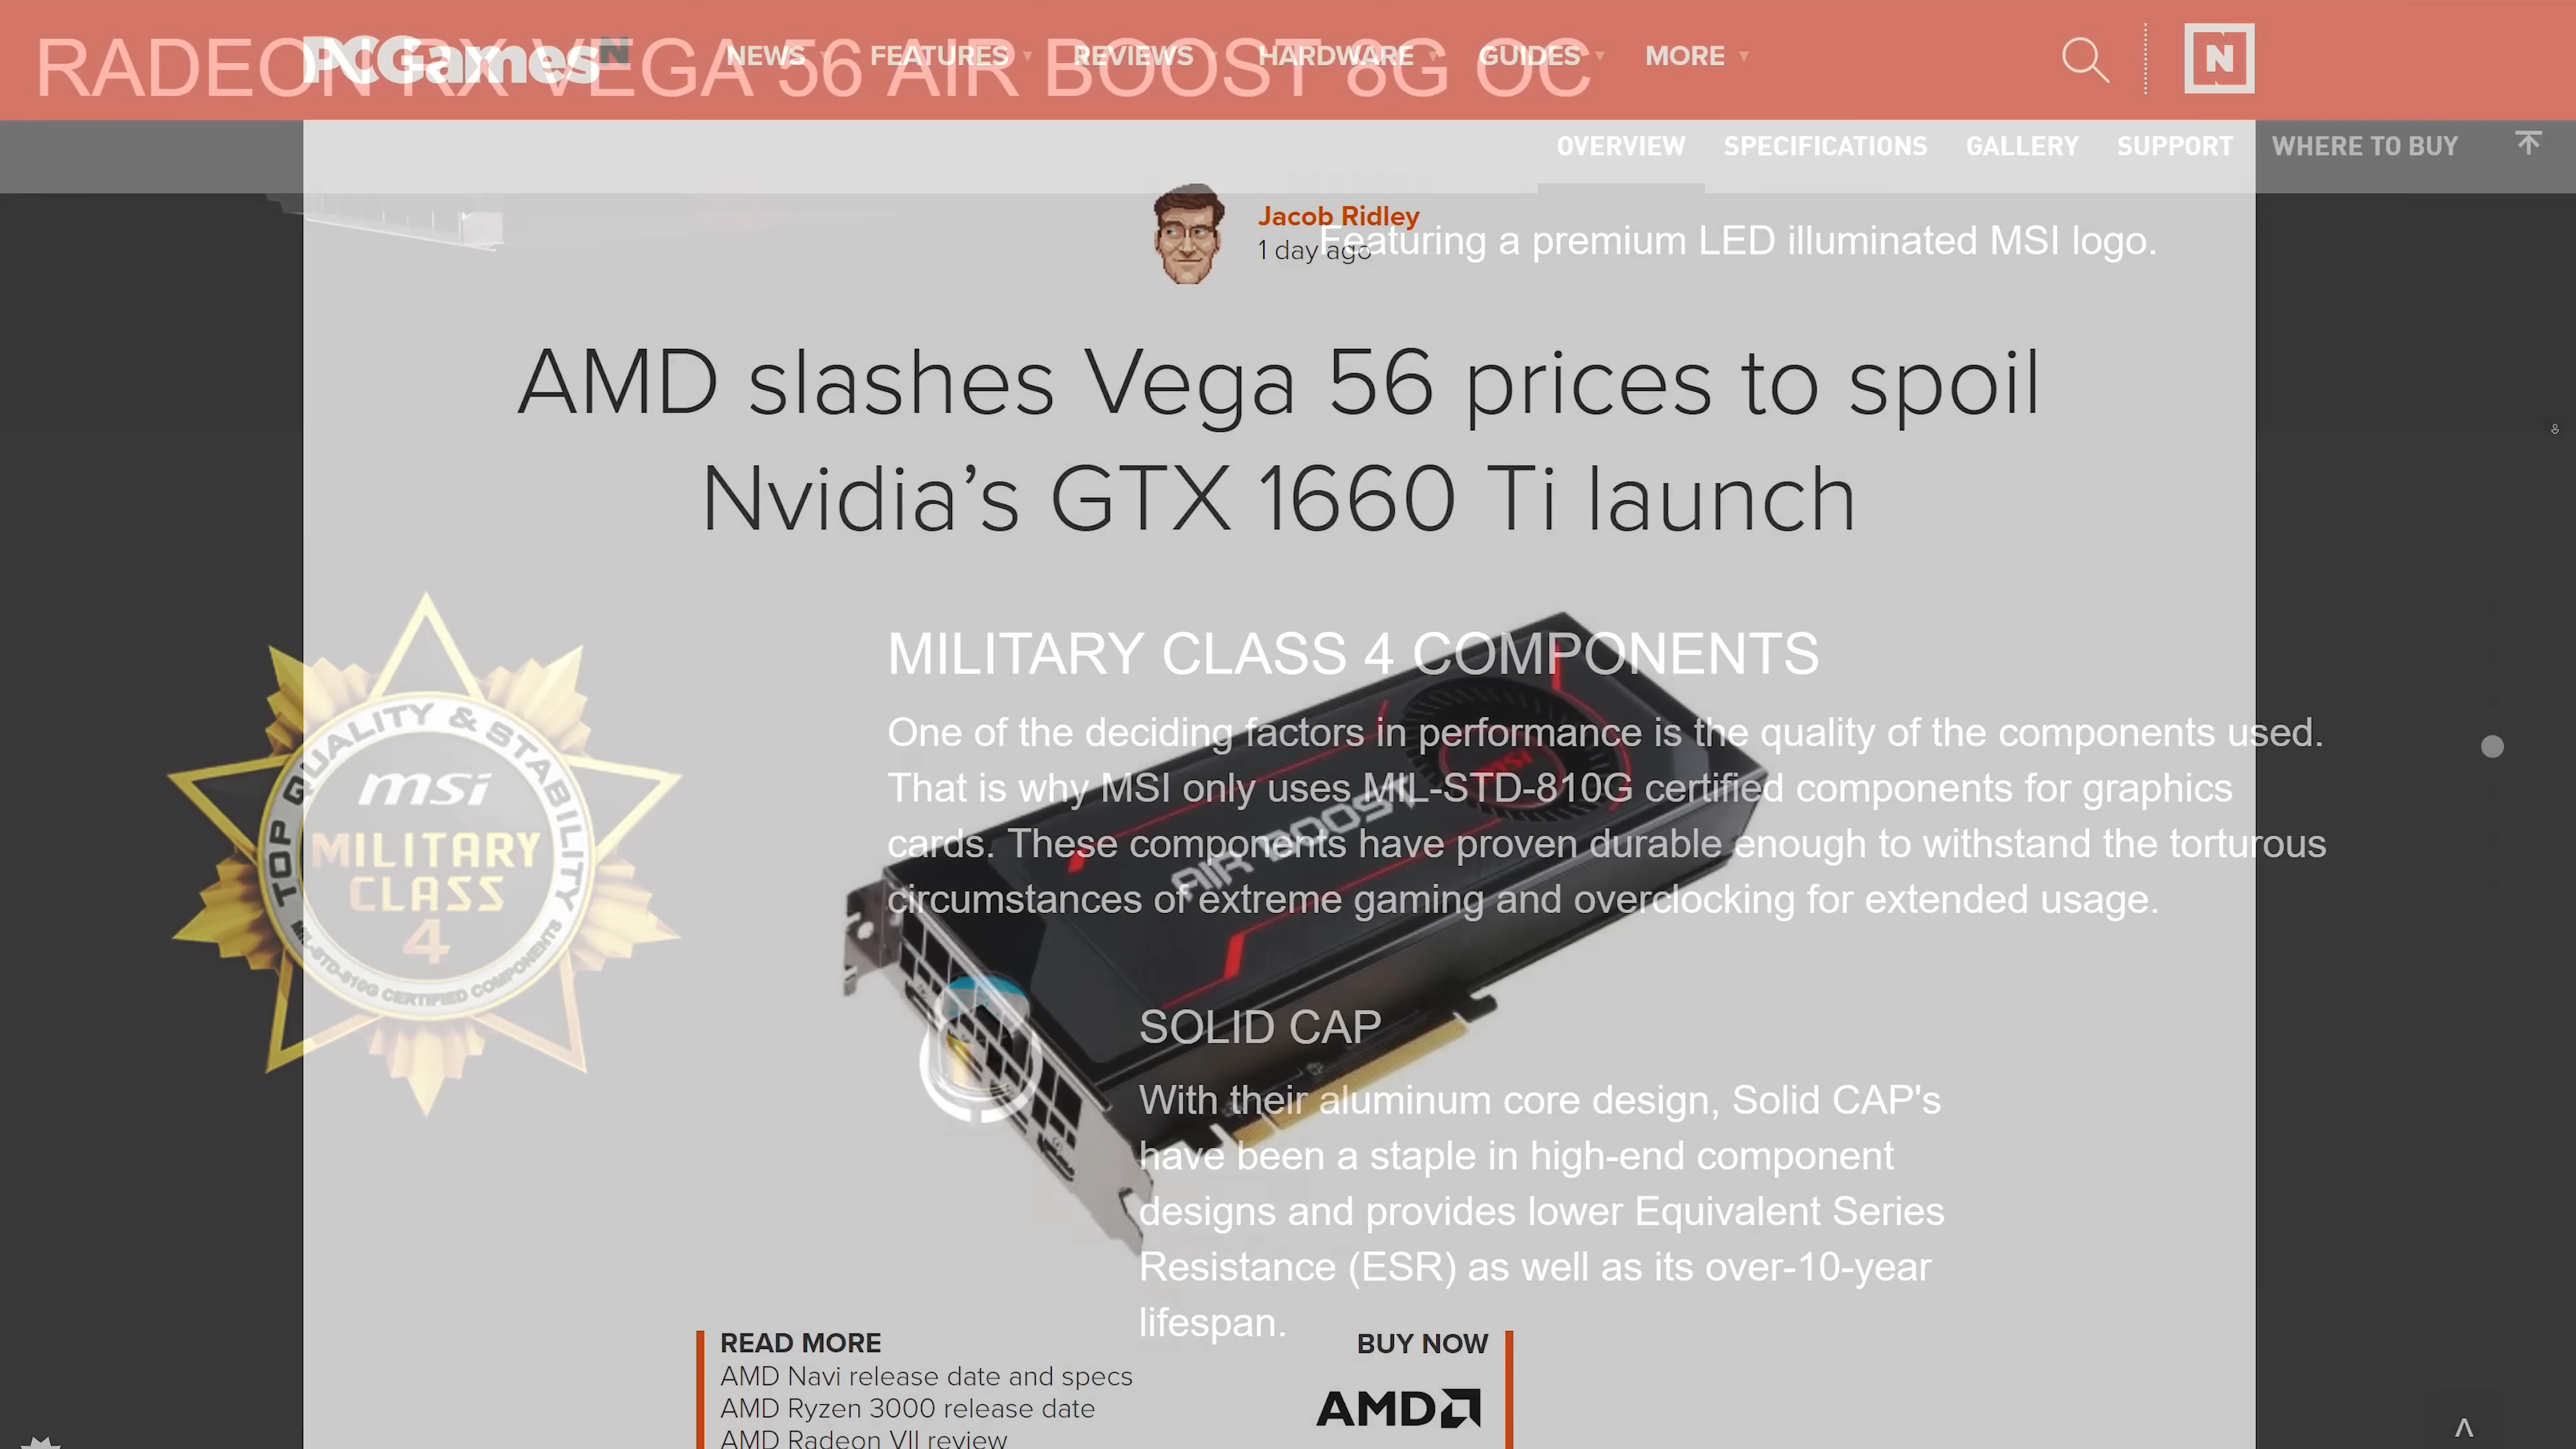 RADEON RX VEGA 56 AIR BOOST 8G OC
PCGamesN
NEWS FEATURES REVIEWS HARDWARE GUIDES MORE
N
OVERVIEW SPECIFICATIONS GALLERY SUPPORT WHERE TO BUY
Jacob Ridley
1 day ago
Featuring a premium LED illuminated MSI logo.
AMD slashes Vega 56 prices to spoil
Nvidia's GTX 1660 Ti launch
TOP QUALITY & STABILITY
msi
MILITARY
CLASS
4
MIL-STD-810G CERTIFIED COMPONENTS
MILITARY CLASS 4 COMPONENTS
One of the deciding factors in performance is the quality of the components used.
That is why MSI only uses MIL-STD-810G certified components for graphics
cards. These components have proven durable enough to withstand the torturous
circumstances of extreme gaming and overclocking for extended usage.
msi
AIR BOOST
SOLID CAP
With their aluminum core design, Solid CAP's
have been a staple in high-end component
designs and provides lower Equivalent Series
Resistance (ESR) as well as its over-10-year
lifespan.
READ MORE
AMD Navi release date and specs
AMD Ryzen 3000 release date
AMD Radeon VII review
BUY NOW
AMD